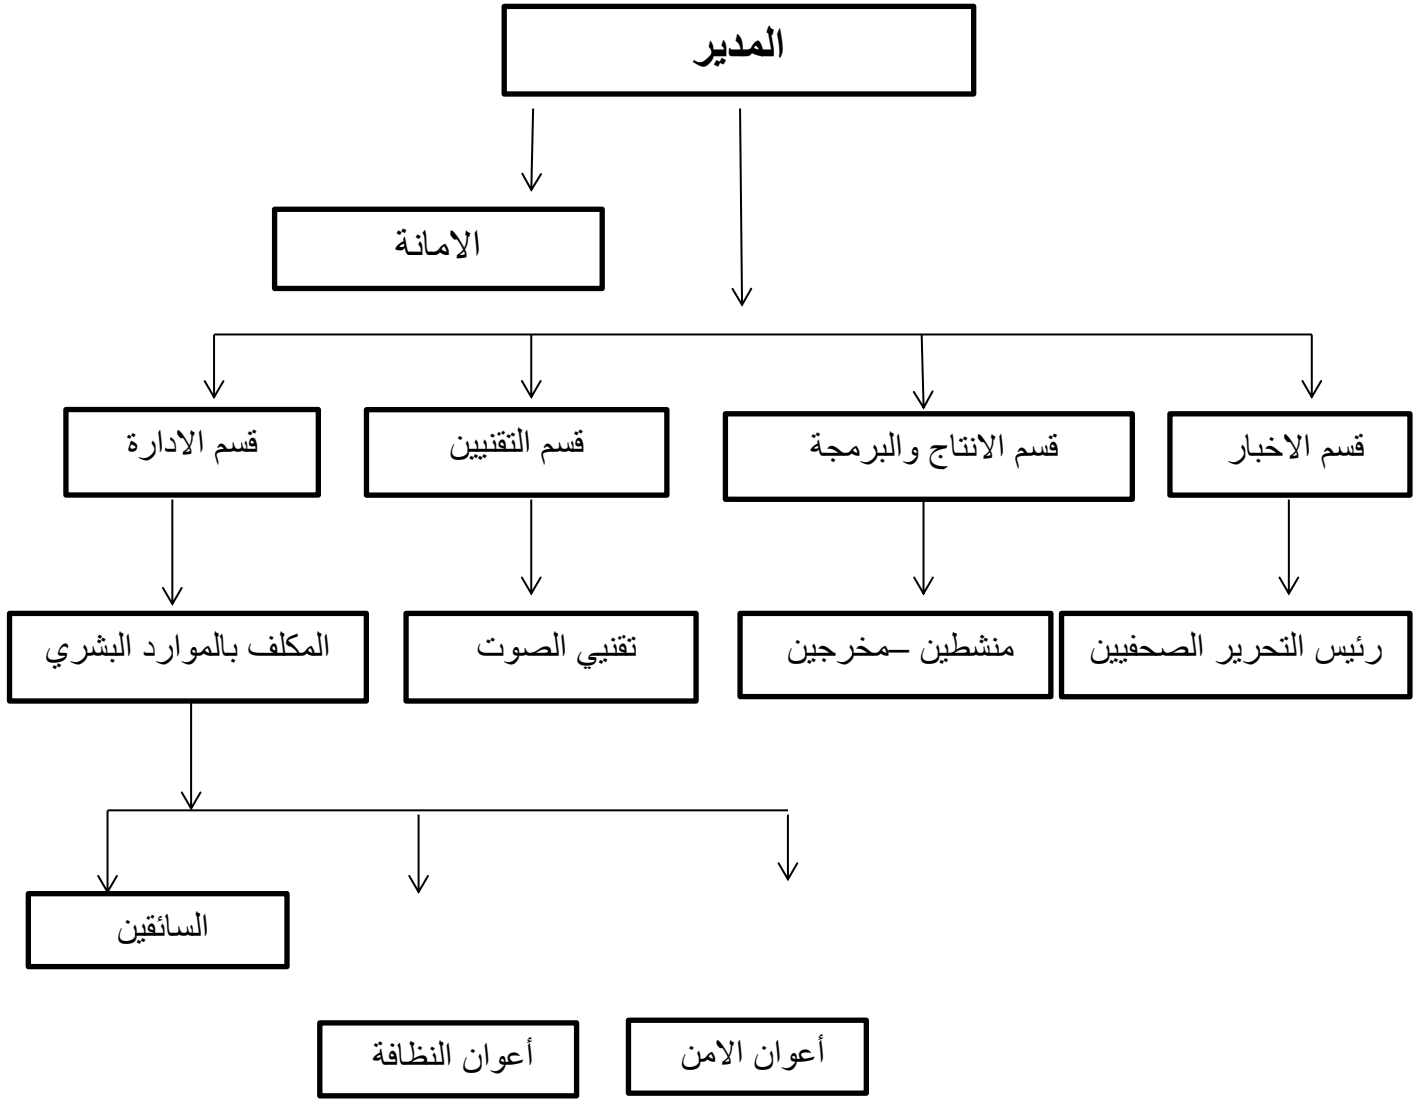 المدير
الامانة
قسم الاخبار
قسم الانتاج والبرمجة
قسم التقنيين
قسم الادارة
رئيس التحرير الصحفيين
منشطين –مخرجين
تقنيي الصوت
المكلف بالموارد البشري
السائقين
أعوان الامن
أعوان النظافة